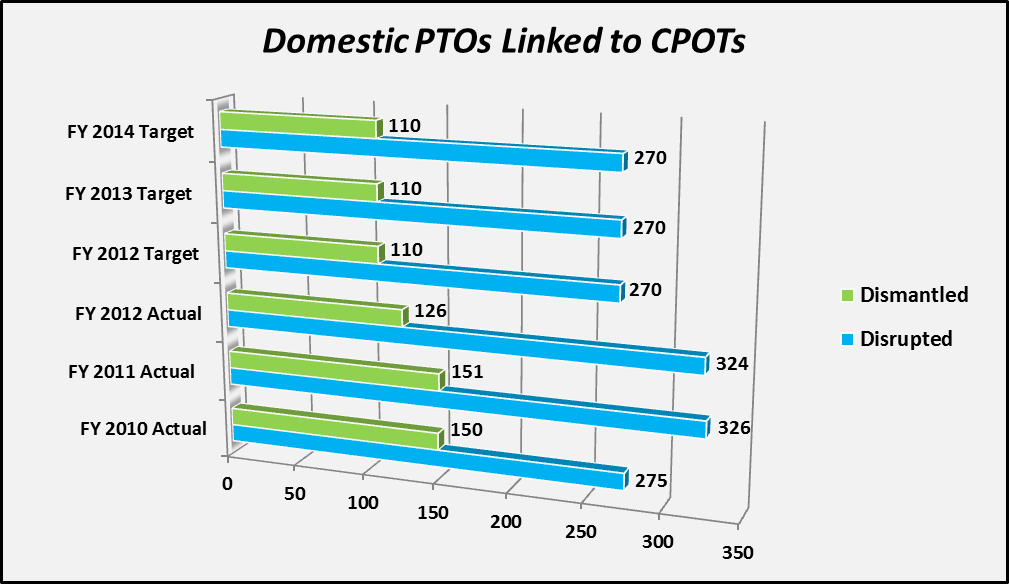 Domestic PTOs Linked to CPOTs
FY 2014 Target
110
270
FY 2013 Target
110
270
FY 2012 Target
110
270
FY 2012 Actual
126
324
FY 2011 Actual
151
326
FY 2010 Actual
150
275
0
50
100
150
200
250
300
350
Dismantled
Disrupted